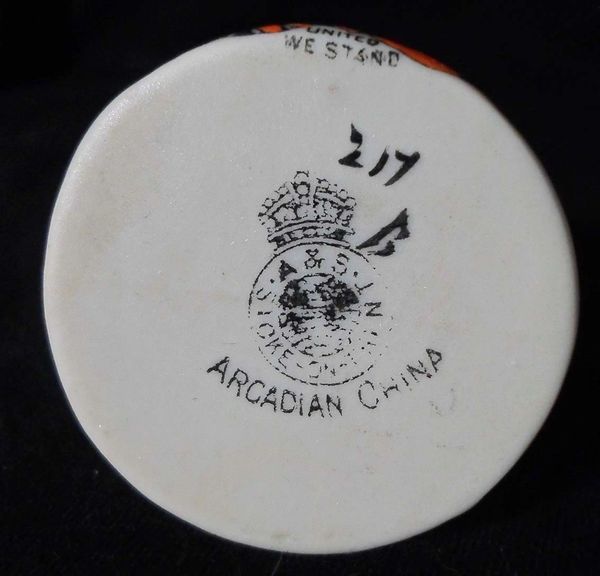 UNITED
WE STAND
217
B
A & S.
STOKE-ON-TRENT
ARCADIAN CHINA